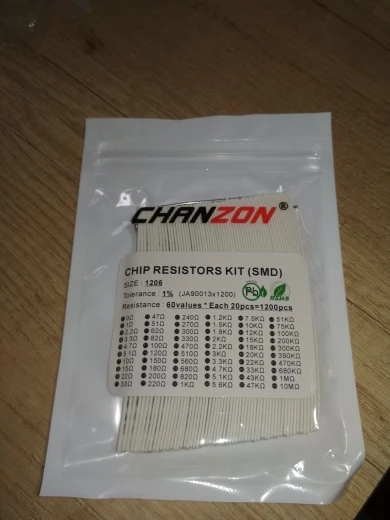 CHANZON®
CHIP RESISTORS KIT (SMD)
SIZE : 1206
Tolerance : 1% (JA90013x1200)
Pb
RoHS
Resistance : 60values * Each 20pcs=1200pcs
0Ω 47Ω 240Ω 1.2KΩ 7.5KΩ 51KΩ
1Ω 51Ω 270Ω 1.5KΩ 10KΩ 75KΩ
2.2Ω 62Ω 300Ω 1.8KΩ 12KΩ 100KΩ
3.3Ω 82Ω 330Ω 2KΩ 15KΩ 200KΩ
4.7Ω 100Ω 470Ω 2.2KΩ 18KΩ 300KΩ
5.1Ω 120Ω 510Ω 3KΩ 20KΩ 390KΩ
10Ω 150Ω 560Ω 3.3KΩ 22KΩ 470KΩ
15Ω 180Ω 680Ω 4.7KΩ 33KΩ 680KΩ
22Ω 200Ω 820Ω 5.1KΩ 43KΩ 1MΩ
33Ω 220Ω 1KΩ 5.6KΩ 47KΩ 10MΩ